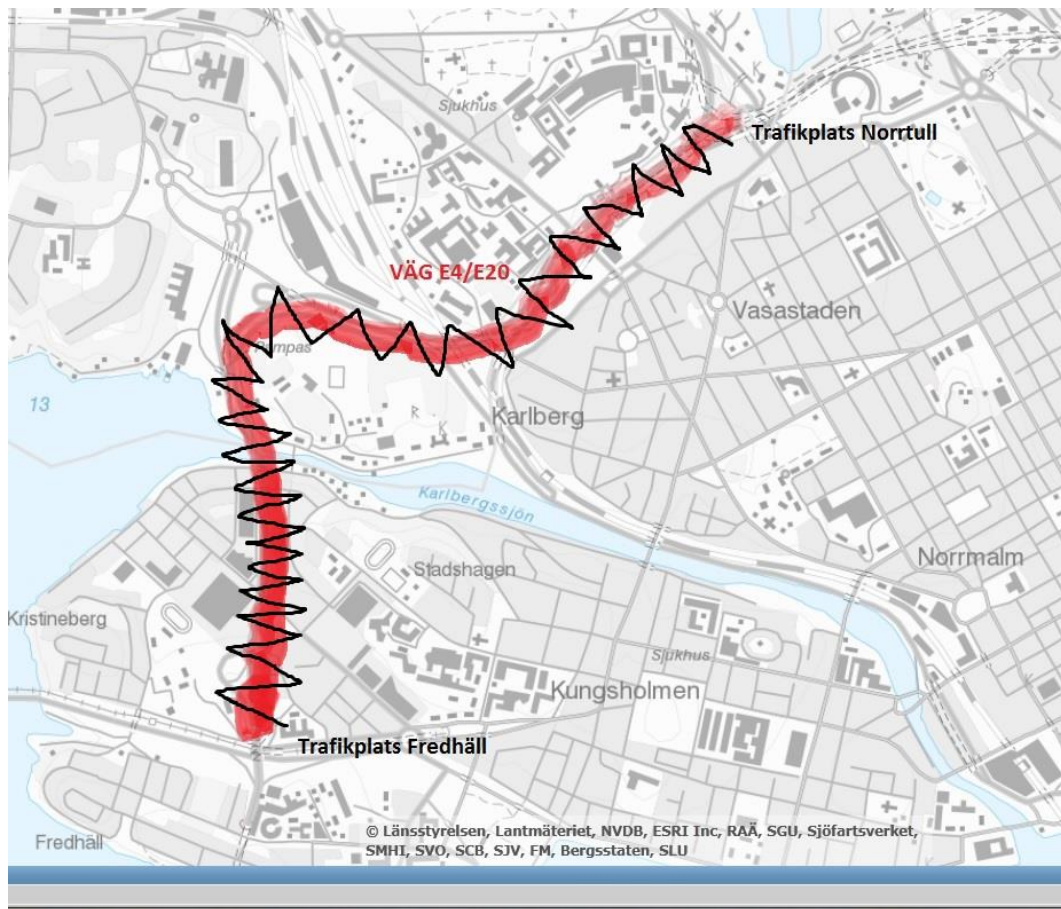 Sjukhus
Trafikplats Norrtull
VÄG E4/E20
Vasastaden
Pampas
13
Karlberg
Karlbergssjön
Norrmalm
Stadshagen
Kristineberg
Sjukhus
Kungsholmen
Trafikplats Fredhäll
Fredhäll
© Länsstyrelsen, Lantmäteriet, NVDB, ESRI Inc, RAÄ, SGU, Sjöfartsverket,
SMHI, SVO, SCB, SJV, FM, Bergsstaten, SLU